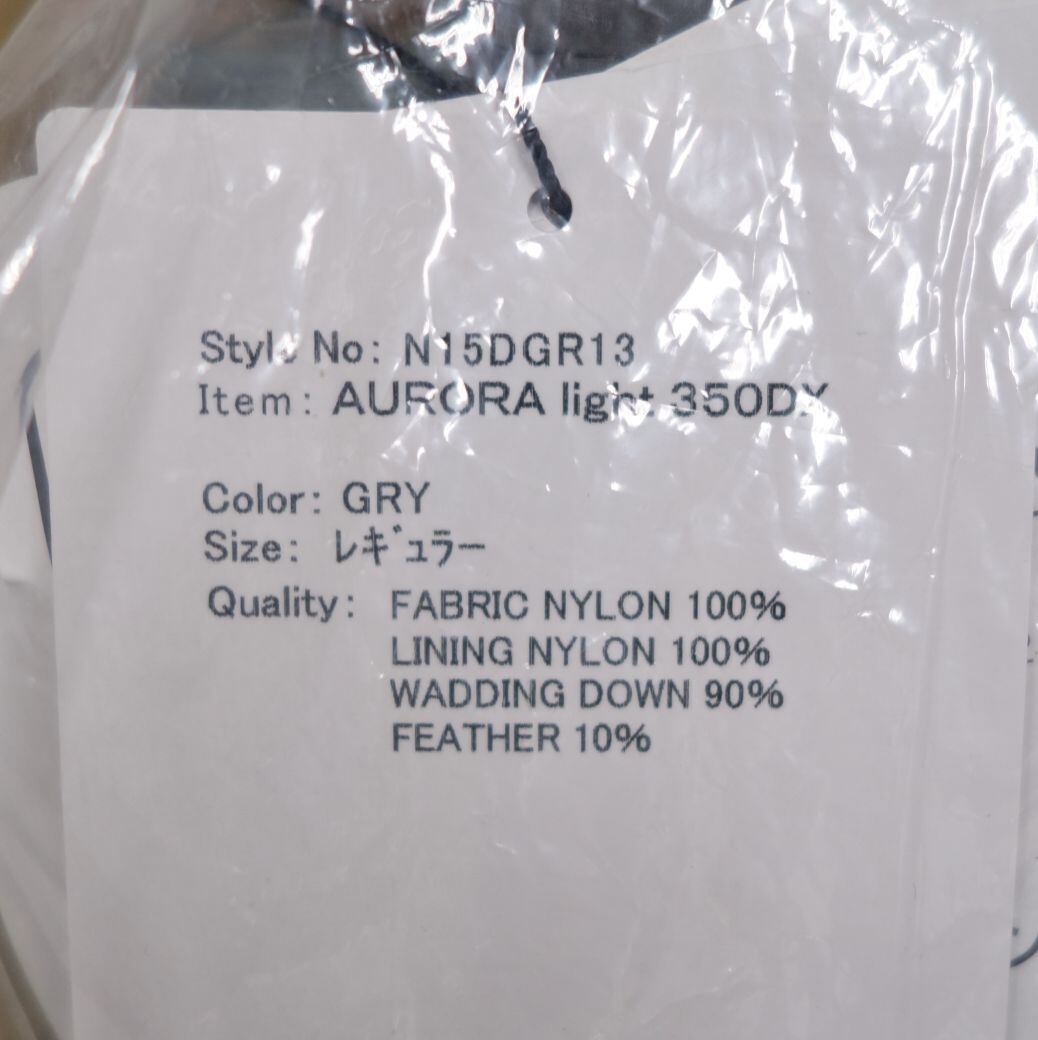 Style No: N15DGR13
Item: AURORA light 350DX
Color: GRY
Size: レギュラー
Quality: FABRIC NYLON 100%
LINING NYLON 100%
WADDING DOWN 90%
FEATHER 10%